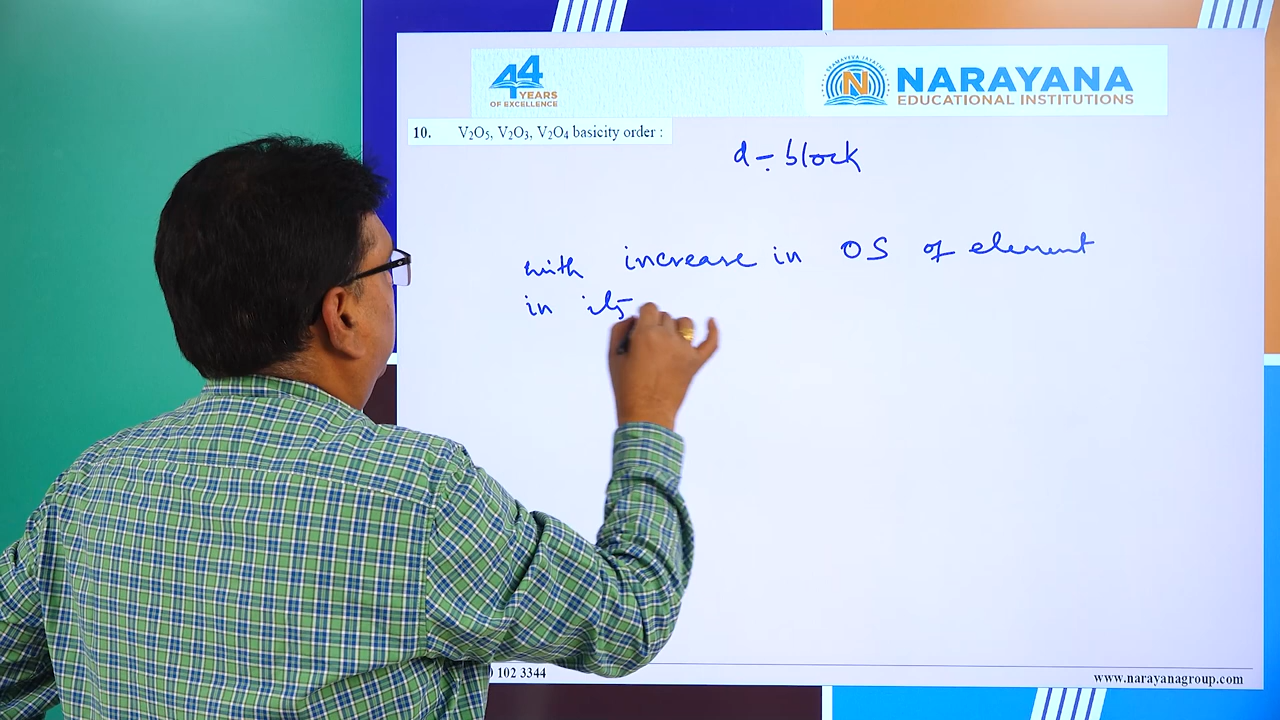 44
YEARS
OF EXCELLENCE
NARAYANA
EDUCATIONAL INSTITUTIONS
10. V₂O₅, V₂O₃, V₂O₄ basicity order :
d-block
with increase in OS of element
in its
102 3344
www.narayanagroup.com